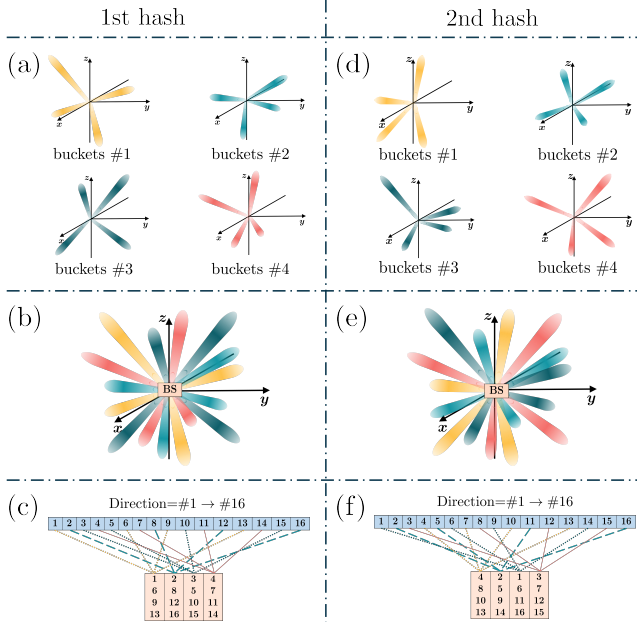 1st hash
2nd hash
(a)
z
y
x
buckets #1
z
y
x
buckets #2
z
y
x
buckets #3
z
y
x
buckets #4
(d)
z
y
x
buckets #1
z
y
x
buckets #2
z
y
x
buckets #3
z
y
x
buckets #4
(b)
z
BS
y
x
(e)
z
BS
y
x
(c)
Direction=#1 → #16
1 2 3 4 5 6 7 8 9 10 11 12 13 14 15 16
1 2 3 4
6 8 5 7
9 12 10 11
13 16 15 14
(f)
Direction=#1 → #16
1 2 3 4 5 6 7 8 9 10 11 12 13 14 15 16
4 2 1 3
8 5 6 7
10 9 11 12
13 14 16 15